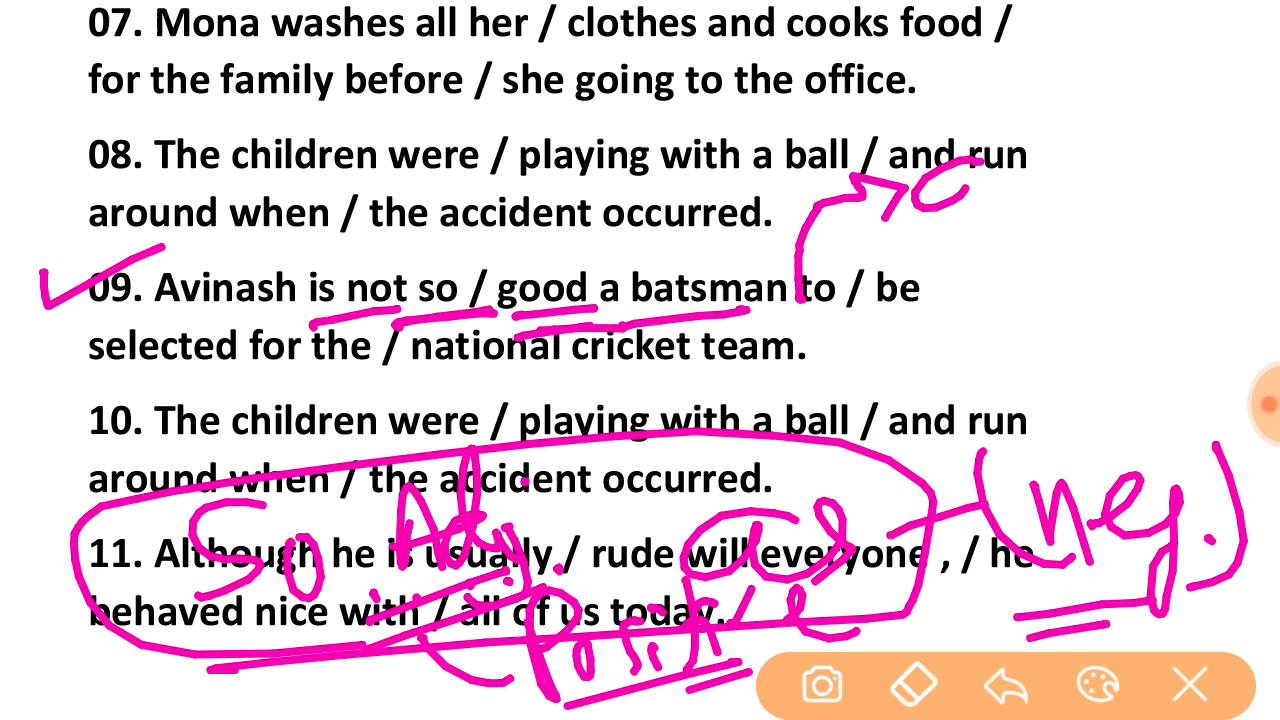 07. Mona washes all her / clothes and cooks food /
for the family before / she going to the office.
08. The children were / playing with a ball / and run
around when / the accident occurred.
09. Avinash is not so / good a batsman to / be
selected for the / national cricket team.
10. The children were / playing with a ball / and run
around when / the accident occurred.
11. Although he is usually / rude will everyone , / he
behaved nice with / all of us today.
So Adj. as (neg.)
(Positive